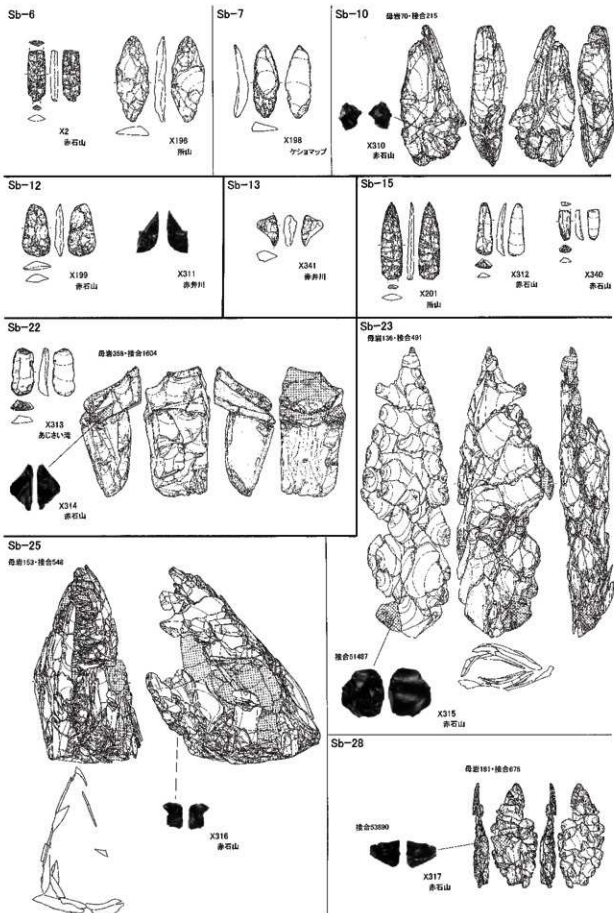 Sb-6
X2
赤石山
X196
所山
Sb-7
X198
ケショマップ
Sb-10
母岩70・接合215
X310
赤石山
Sb-12
X199
赤石山
X311
赤井川
Sb-13
X341
赤井川
Sb-15
X201
所山
X312
赤石山
X340
赤石山
Sb-22
X313
あじさい滝
母岩358・接合1604
X314
赤石山
Sb-23
母岩136・接合491
接合51487
X315
赤石山
Sb-25
母岩153・接合548
X316
赤石山
Sb-28
母岩181・接合675
接合53590
X317
赤石山